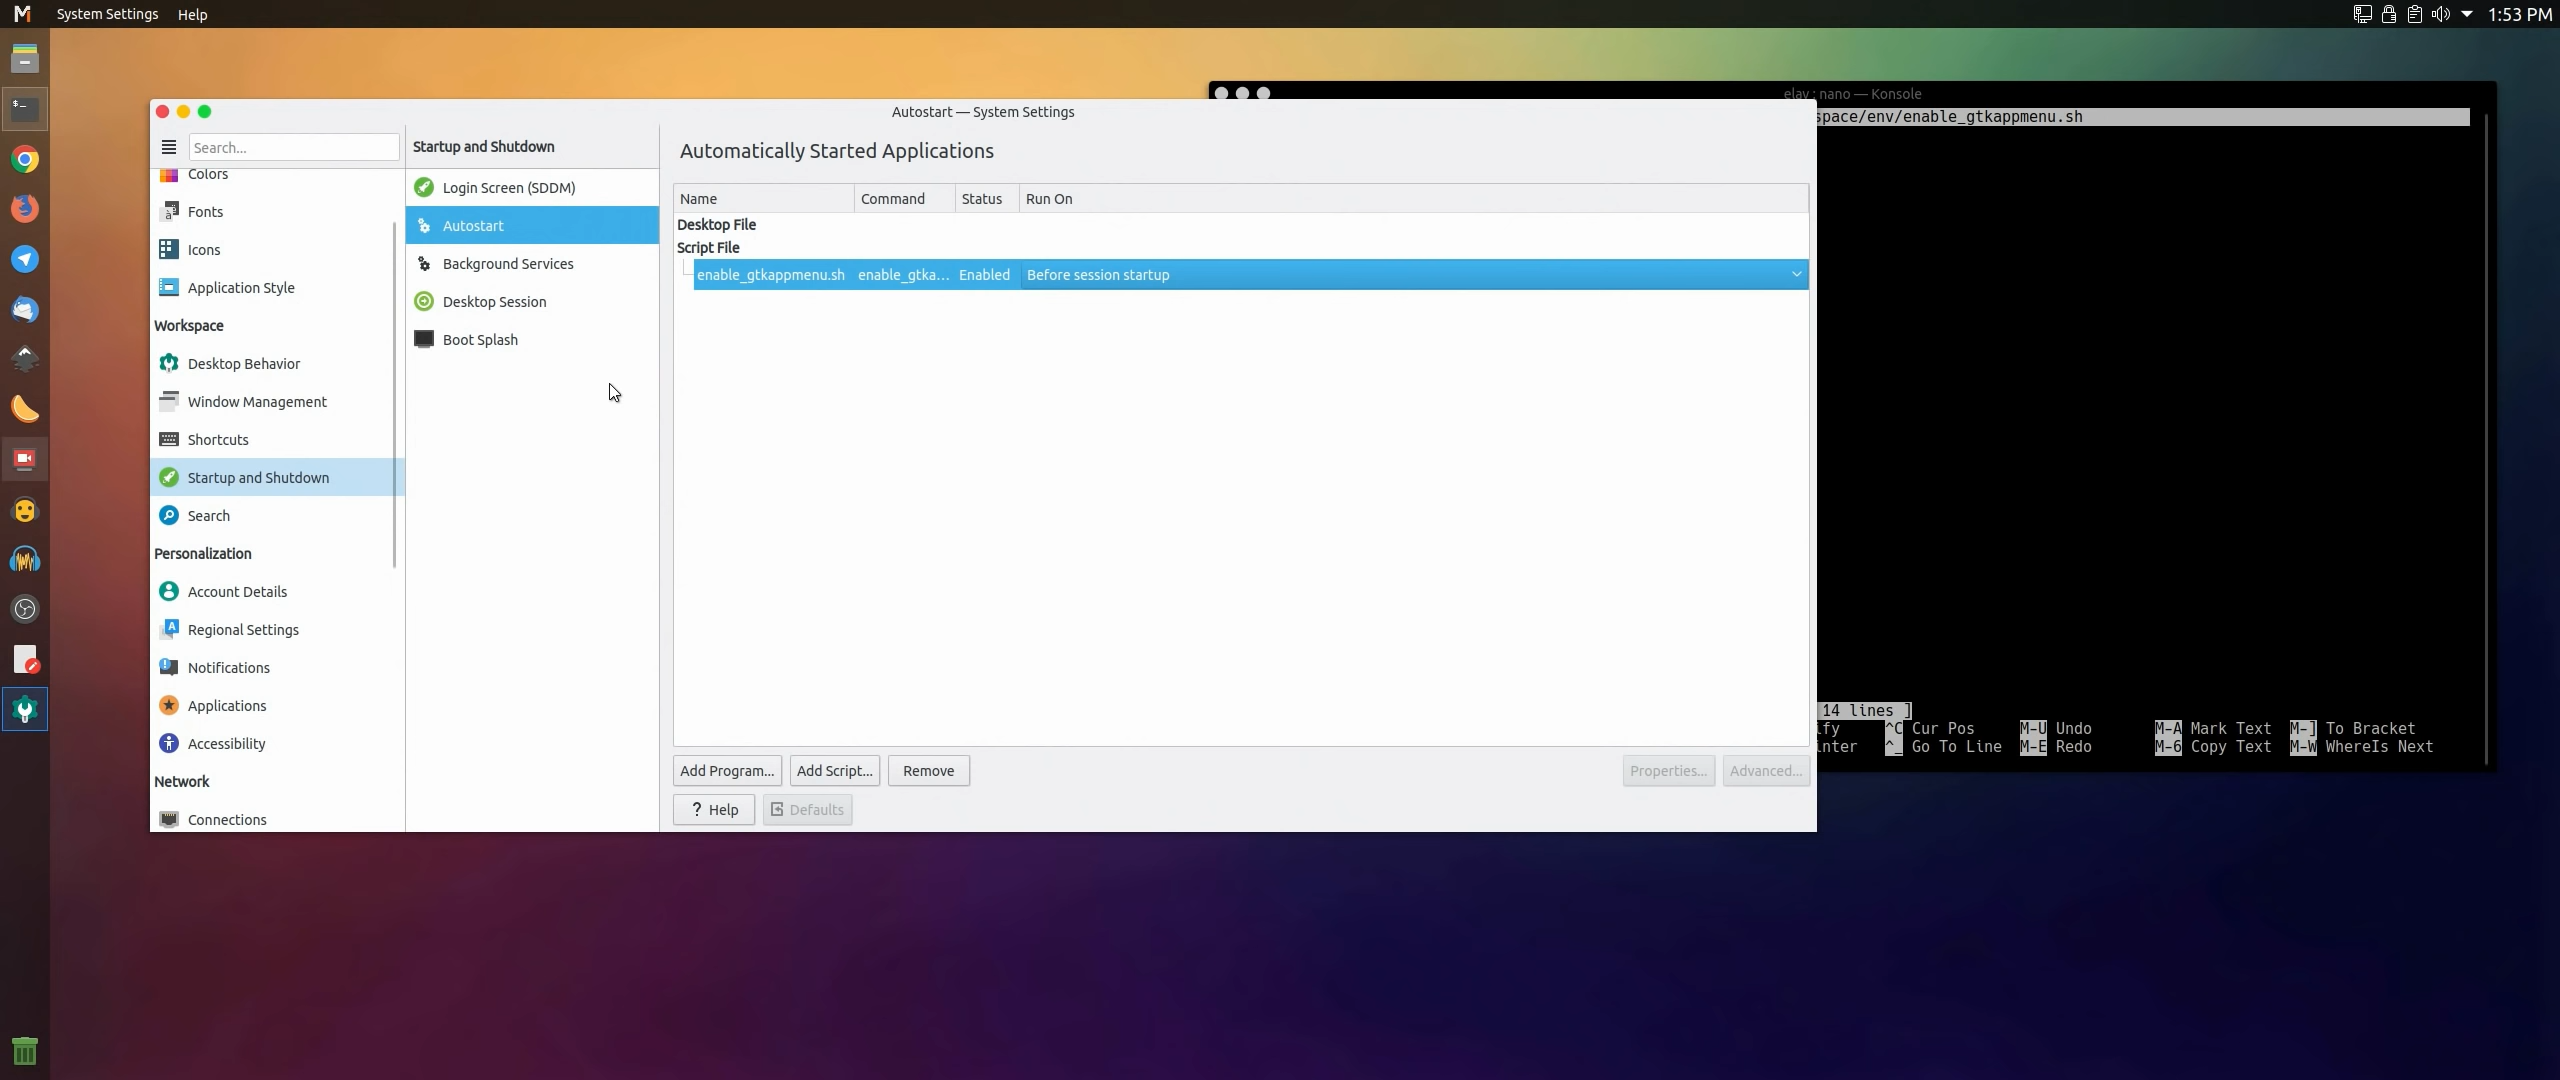 System Settings Help
1:53 PM
elav : nano — Konsole
space/env/enable_gtkappmenu.sh
Autostart — System Settings
Search...
Startup and Shutdown
Automatically Started Applications
Colors
Fonts
Icons
Application Style
Workspace
Desktop Behavior
Window Management
Shortcuts
Startup and Shutdown
Search
Personalization
Account Details
Regional Settings
Notifications
Applications
Accessibility
Network
Connections
Login Screen (SDDM)
Autostart
Background Services
Desktop Session
Boot Splash
Name Command Status Run On
Desktop File
Script File
enable_gtkappmenu.sh enable_gtka... Enabled Before session startup
Add Program... Add Script... Remove Properties... Advanced...
? Help Defaults
14 lines ]
ify ^C Cur Pos M-U Undo M-A Mark Text M-] To Bracket
nter ^_ Go To Line M-E Redo M-6 Copy Text M-W WhereIs Next